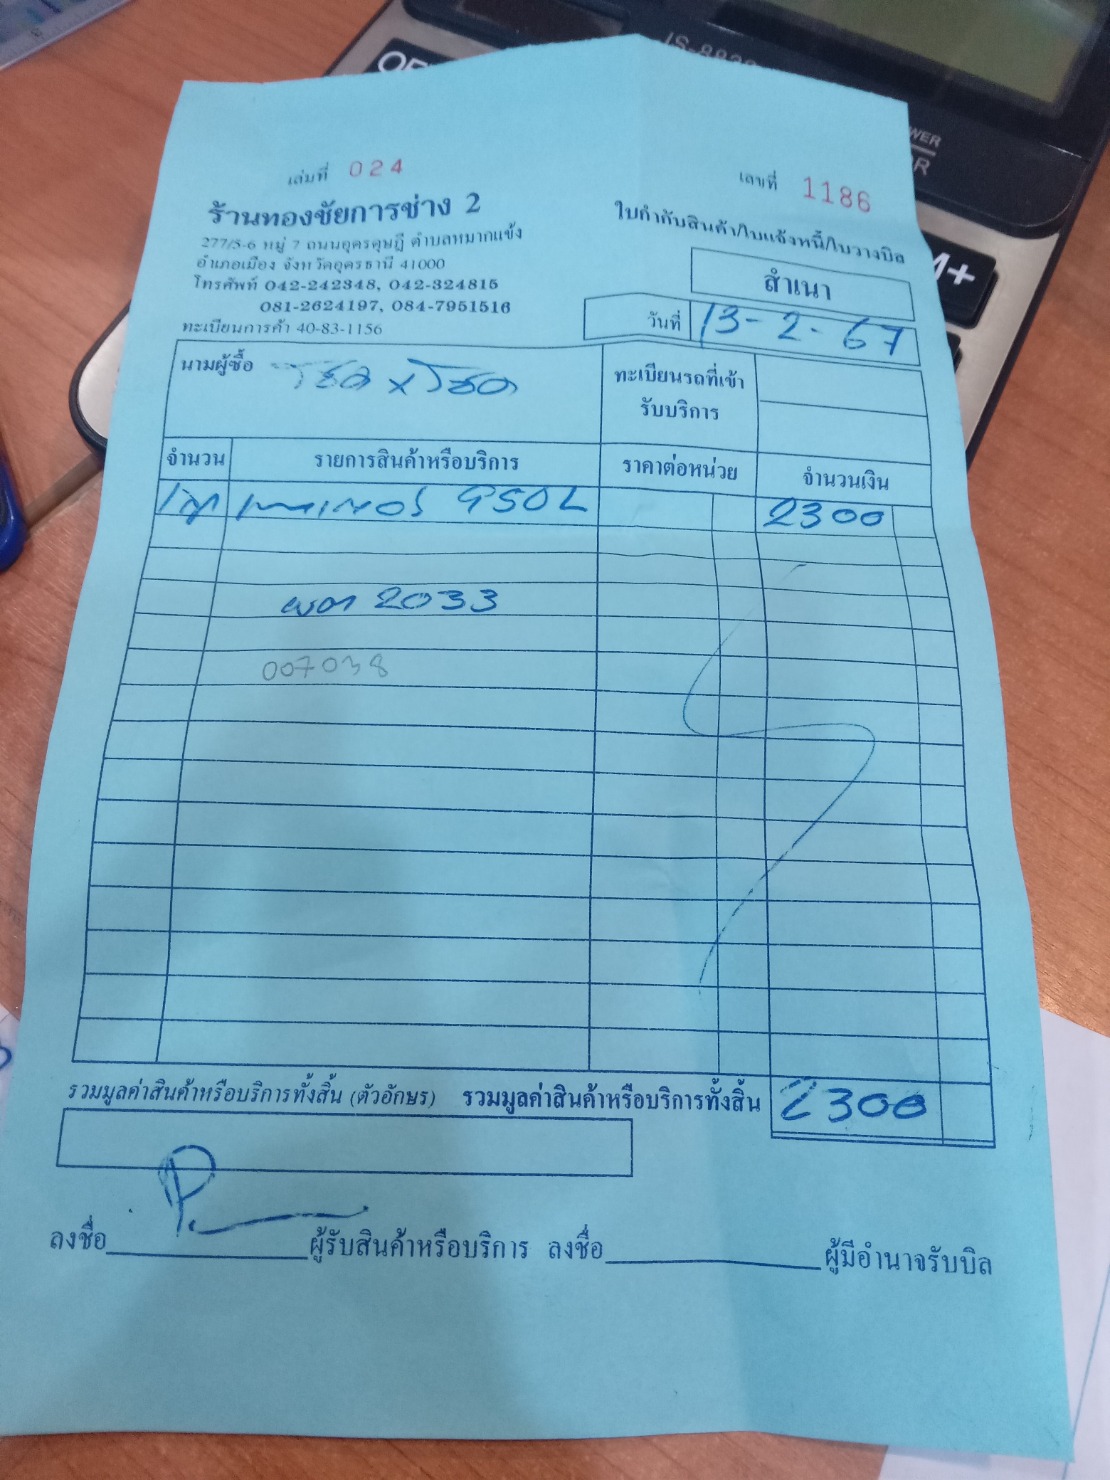 JS-882
OFF
POWER
M+
เล่มที่ 024
เลขที่ 1186
ร้านทองชัยการช่าง 2
277/5-6 หมู่ 7 ถนนอุดรดุษฎี ตำบลหมากแข้ง
อำเภอเมือง จังหวัดอุดรธานี 41000
โทรศัพท์ 042-242348, 042-324815
081-2624197, 084-7951516
ทะเบียนการค้า 40-83-1156
ใบกำกับสินค้า/ใบแจ้งหนี้/ใบวางบิล
สำเนา
วันที่ 13-2-67
นามผู้ซื้อ โชค x โชค
ทะเบียนรถที่เข้า
รับบริการ
จำนวน รายการสินค้าหรือบริการ ราคาต่อหน่วย จำนวนเงิน
950L 2300
2033
007038
รวมมูลค่าสินค้าหรือบริการทั้งสิ้น (ตัวอักษร) รวมมูลค่าสินค้าหรือบริการทั้งสิ้น 2300
ลงชื่อ ผู้รับสินค้าหรือบริการ ลงชื่อ ผู้มีอำนาจรับบิล